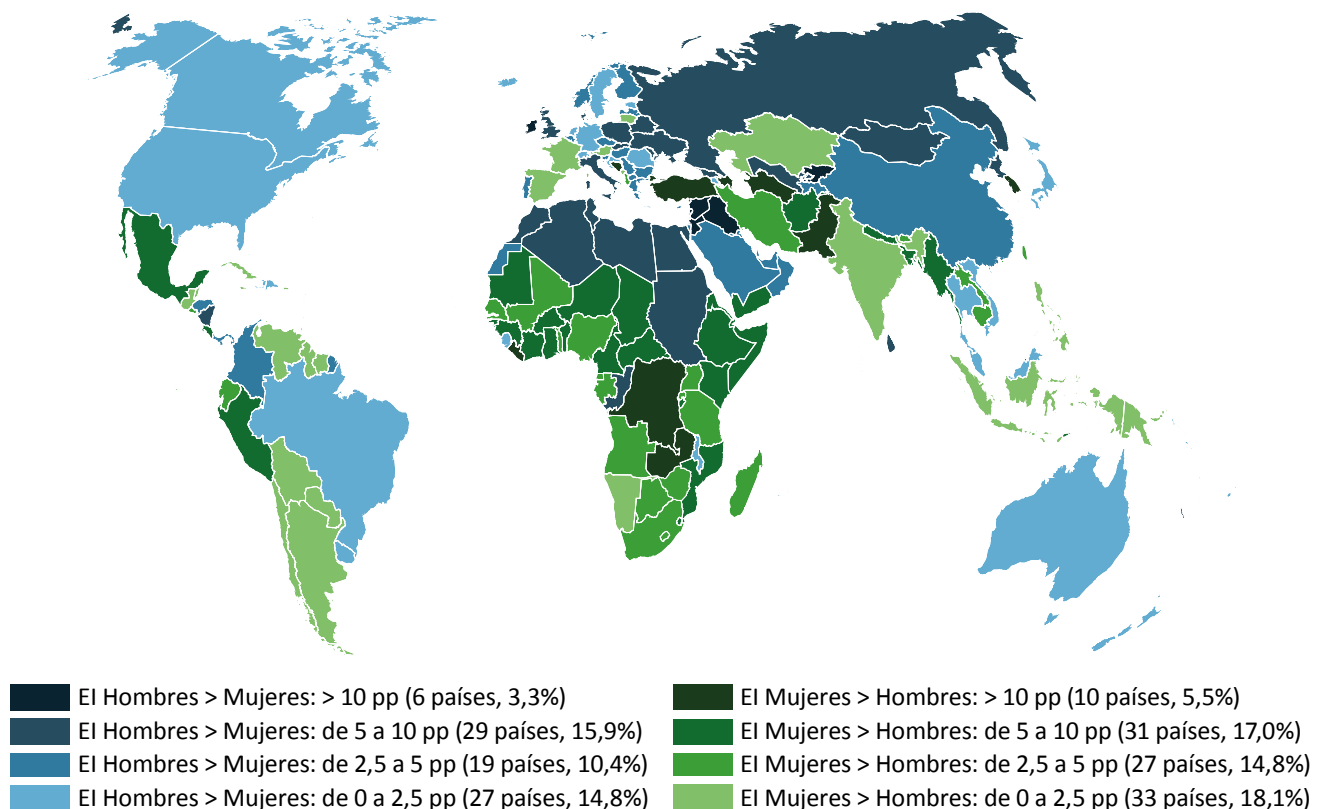 EI Hombres > Mujeres: > 10 pp (6 países, 3,3%)
EI Hombres > Mujeres: de 5 a 10 pp (29 países, 15,9%)
EI Hombres > Mujeres: de 2,5 a 5 pp (19 países, 10,4%)
EI Hombres > Mujeres: de 0 a 2,5 pp (27 países, 14,8%)
EI Mujeres > Hombres: > 10 pp (10 países, 5,5%)
EI Mujeres > Hombres: de 5 a 10 pp (31 países, 17,0%)
EI Mujeres > Hombres: de 2,5 a 5 pp (27 países, 14,8%)
EI Mujeres > Hombres: de 0 a 2,5 pp (33 países, 18,1%)